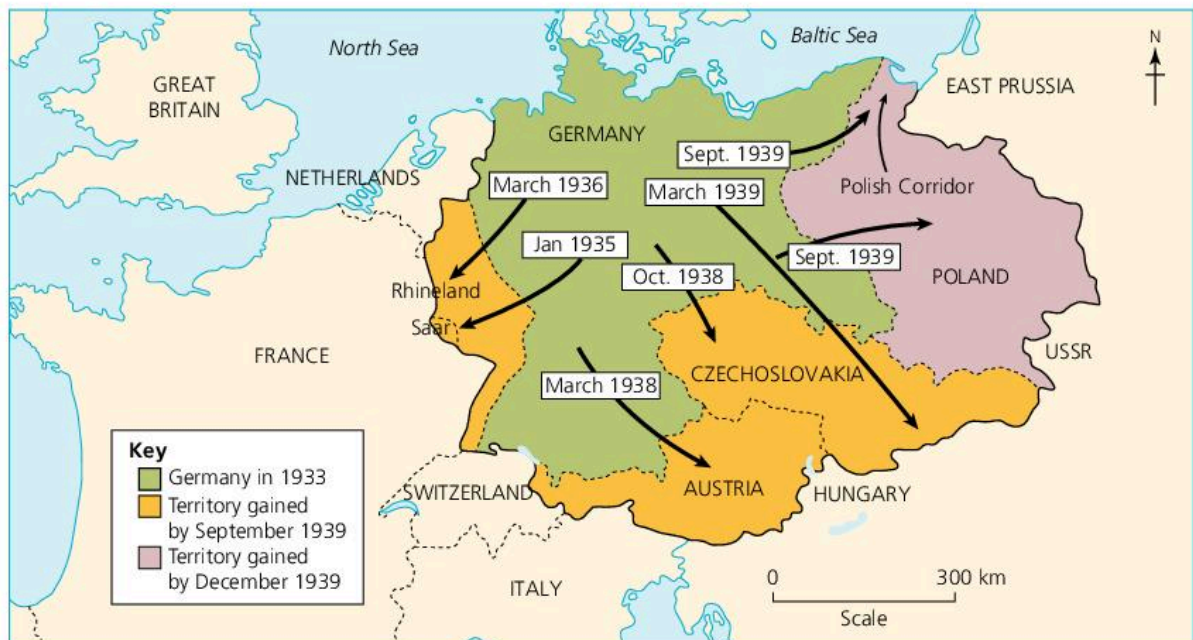 North Sea
Baltic Sea
N
GREAT
BRITAIN
EAST PRUSSIA
GERMANY
Sept. 1939
NETHERLANDS
March 1936
March 1939
Polish Corridor
Jan 1935
Sept. 1939
Oct. 1938
POLAND
Rhineland
Saar
FRANCE
USSR
CZECHOSLOVAKIA
March 1938
Key
Germany in 1933
Territory gained
by September 1939
Territory gained
by December 1939
SWITZERLAND
AUSTRIA
HUNGARY
ITALY
0 300 km
Scale